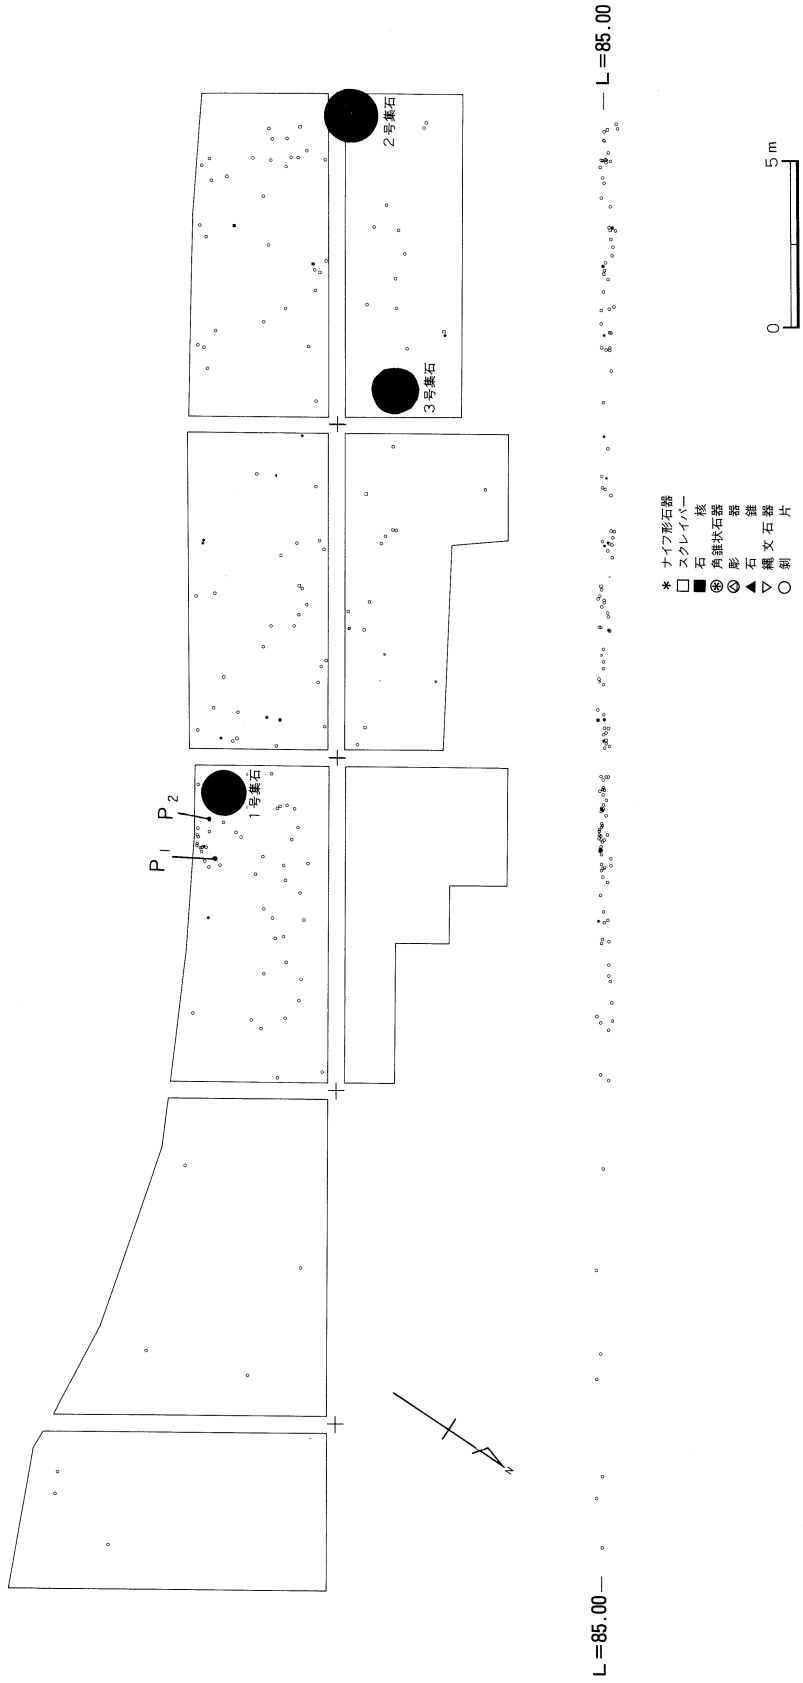 L=85.00
2号集石
5m
0
3号集石
* ナイフ形石器
□ スクレイパー
■ 石核
角錐状石器
彫器
▲ 石錐
▽ 縄文石器
○ 剝片
P2
1号集石
P1
N
L=85.00